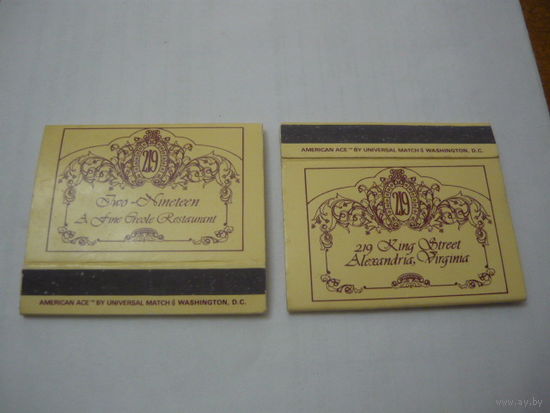 219
Two-Nineteen
A Fine Creole Restaurant
AMERICAN ACE™ BY UNIVERSAL MATCH WASHINGTON, D.C.
AMERICAN ACE™ BY UNIVERSAL MATCH WASHINGTON, D.C.
219
219 King Street
Alexandria, Virginia
www.ay.by